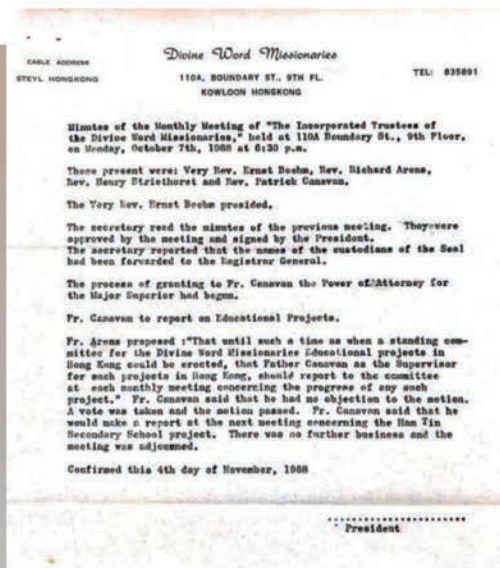 Divine Word Missionaries
CABLE ADDRESS
STEYL HONGKONG
110A, BOUNDARY ST., 9TH FL.
KOWLOON HONGKONG
TEL: 835891
Minutes of the Monthly Meeting of "The Incorporated Trustees of
the Divine Word Missionaries," held at 110A Boundary St., 9th Floor,
on Monday, October 7th, 1968 at 6:30 p.m.
Those present were: Very Rev. Ernst Boehm, Rev. Richard Arens,
Rev. Henry Striethorst and Rev. Patrick Canavan.
The Very Rev. Ernst Boehm presided.
The secretary read the minutes of the previous meeting. They were
approved by the meeting and signed by the President.
The secretary reported that the names of the custodians of the Seal
had been forwarded to the Registrar General.
The process of granting to Fr. Canavan the Power of Attorney for
the Major Superior had begun.
Fr. Canavan to report on Educational Projects.
Fr. Arens proposed :"That until such a time as when a standing com-
mittee for the Divine Word Missionaries Educational projects in
Hong Kong could be erected, that Father Canavan as the Supervisor
for such projects in Hong Kong, should report to the committee
at each monthly meeting concerning the progress of any such
project." Fr. Canavan said that he had no objection to the motion.
A vote was taken and the motion passed. Fr. Canavan said that he
would make a report at the next meeting concerning the Ham Tin
Secondary School project. There was no further business and the
meeting was adjourned.
Confirmed this 4th day of November, 1968
President